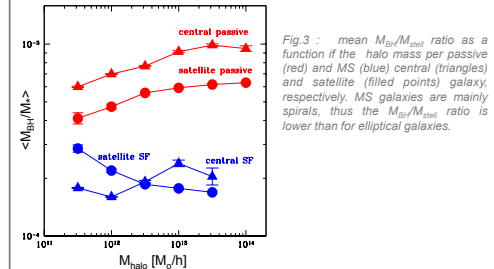 10⁻³
central passive
satellite passive
<M_BH/M*>
satellite SF
central SF
10⁻⁴
10¹¹ 10¹² 10¹³ 10¹⁴
M_halo [M_o/h]
Fig.3 : mean M_BH/M_stell ratio as a
function if the halo mass per passive
(red) and MS (blue) central (triangles)
and satellite (filled points) galaxy,
respectively. MS galaxies are mainly
spirals, thus the M_BH/M_stell ratio is
lower than for elliptical galaxies.